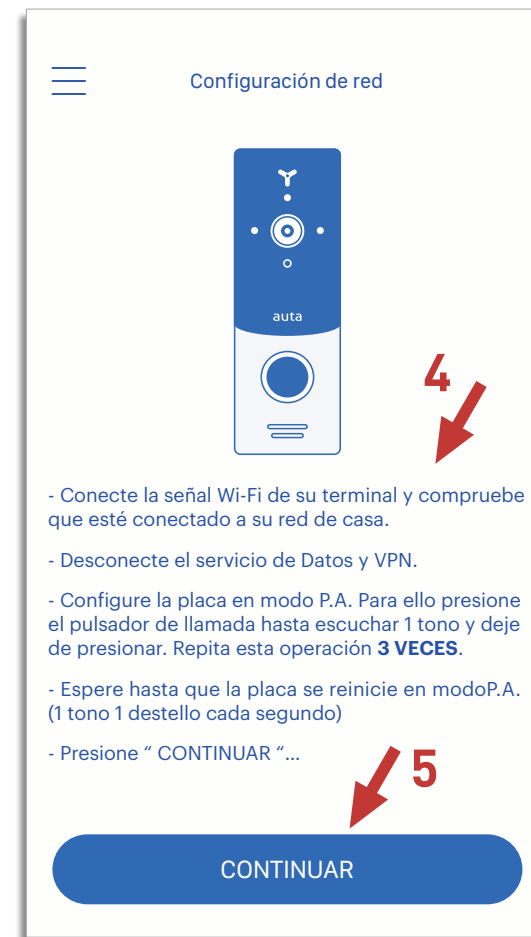 Configuración de red
auta
4
- Conecte la señal Wi-Fi de su terminal y compruebe
que esté conectado a su red de casa.
- Desconecte el servicio de Datos y VPN.
- Configure la placa en modo P.A. Para ello presione
el pulsador de llamada hasta escuchar 1 tono y deje
de presionar. Repita esta operación 3 VECES.
- Espere hasta que la placa se reinicie en modoP.A.
(1 tono 1 destello cada segundo)
- Presione “ CONTINUAR “...
5
CONTINUAR